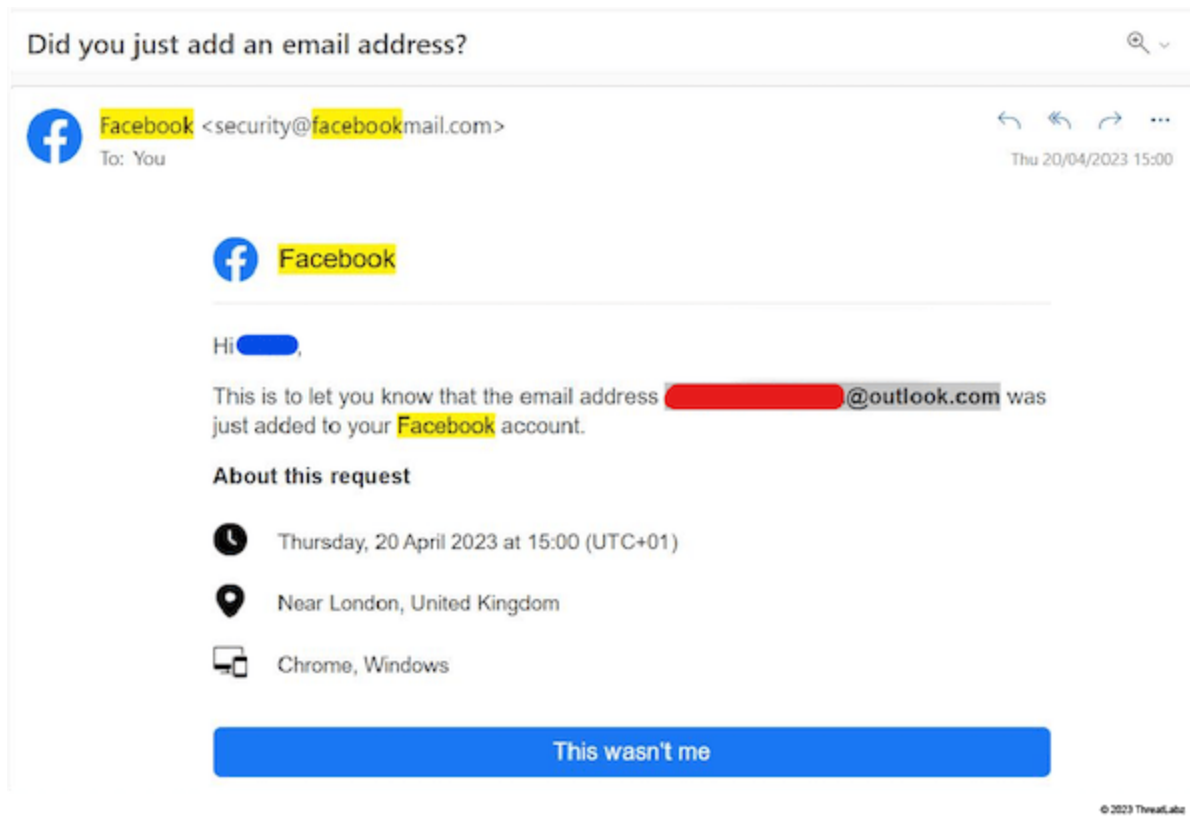 Did you just add an email address?
Facebook <security@facebookmail.com>
To: You
Thu 20/04/2023 15:00
Facebook
Hi ,
This is to let you know that the email address @outlook.com was
just added to your Facebook account.
About this request
Thursday, 20 April 2023 at 15:00 (UTC+01)
Near London, United Kingdom
Chrome, Windows
This wasn't me
© 2023 ThreatLabz